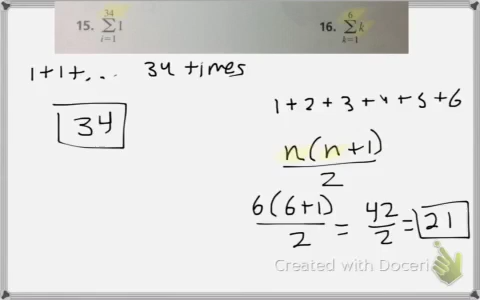 15. 34 ∑ i=1 1
16. 6 ∑ k=1 k
1+1+... 34 times
34
1+2+3+4+5+6
n(n+1)/2
6(6+1)/2 = 42/2 = 21
Created with Doceri